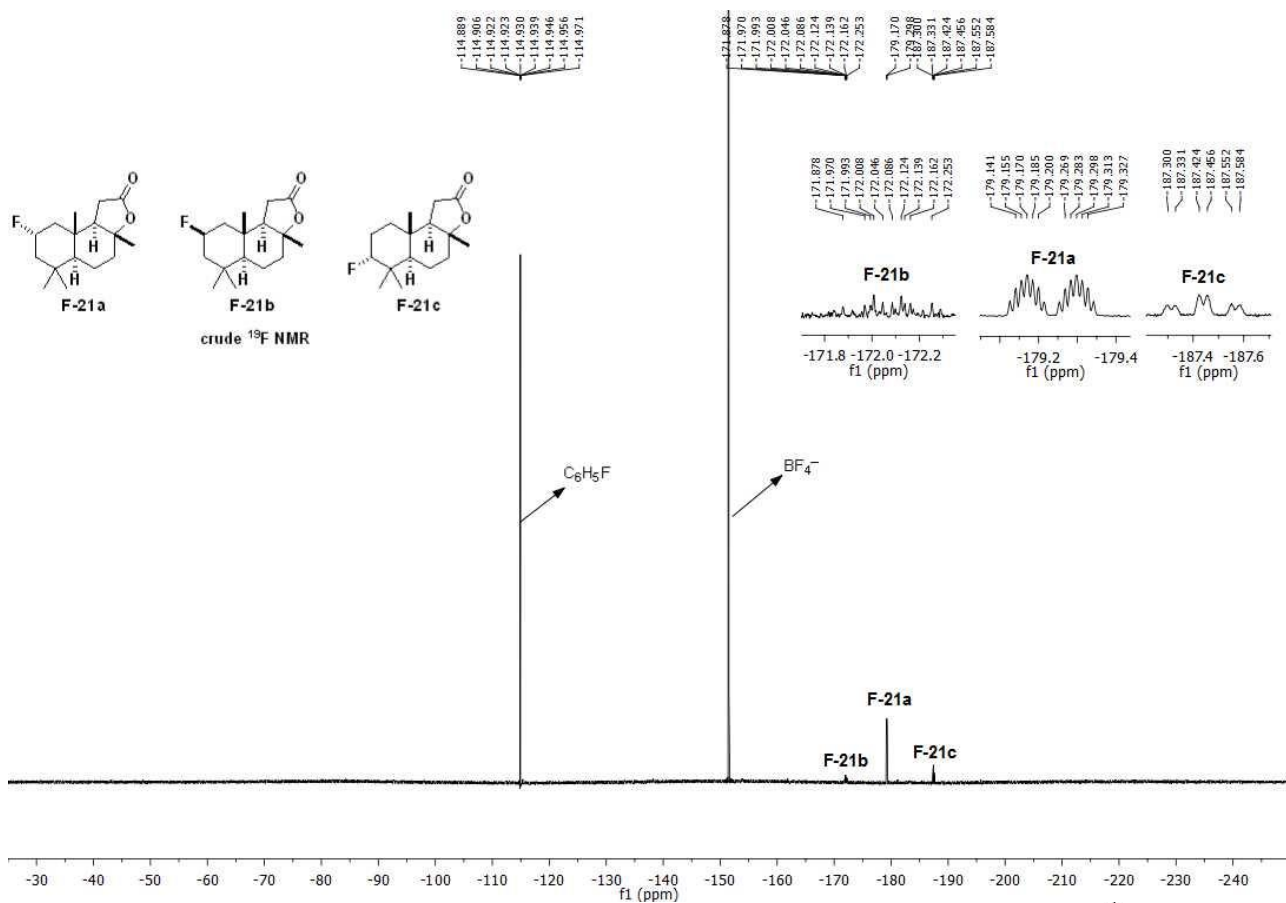 -114.889
-114.906
-114.922
-114.923
-114.930
-114.939
-114.946
-114.956
-114.971
-171.878
-171.970
-171.993
-172.008
-172.046
-172.086
-172.124
-172.139
-172.162
-172.253
-179.170
-179.298
-187.300
-187.331
-187.424
-187.456
-187.552
-187.584
O
O
F
H
H
F-21a
O
O
F
H
H
F-21b
O
O
F
H
H
F-21c
crude ¹⁹F NMR
-171.878
-171.970
-171.993
-172.008
-172.046
-172.086
-172.124
-172.139
-172.162
-172.253
F-21b
-171.8 -172.0 -172.2
f1 (ppm)
-179.141
-179.155
-179.170
-179.185
-179.200
-179.269
-179.283
-179.298
-179.313
-179.327
F-21a
-179.2 -179.4
f1 (ppm)
-187.300
-187.331
-187.424
-187.456
-187.552
-187.584
F-21c
-187.4 -187.6
f1 (ppm)
C₆H₅F
BF₄⁻
F-21a
F-21b
F-21c
-30 -40 -50 -60 -70 -80 -90 -100 -110 -120 -130 -140 -150 -160 -170 -180 -190 -200 -210 -220 -230 -240
f1 (ppm)